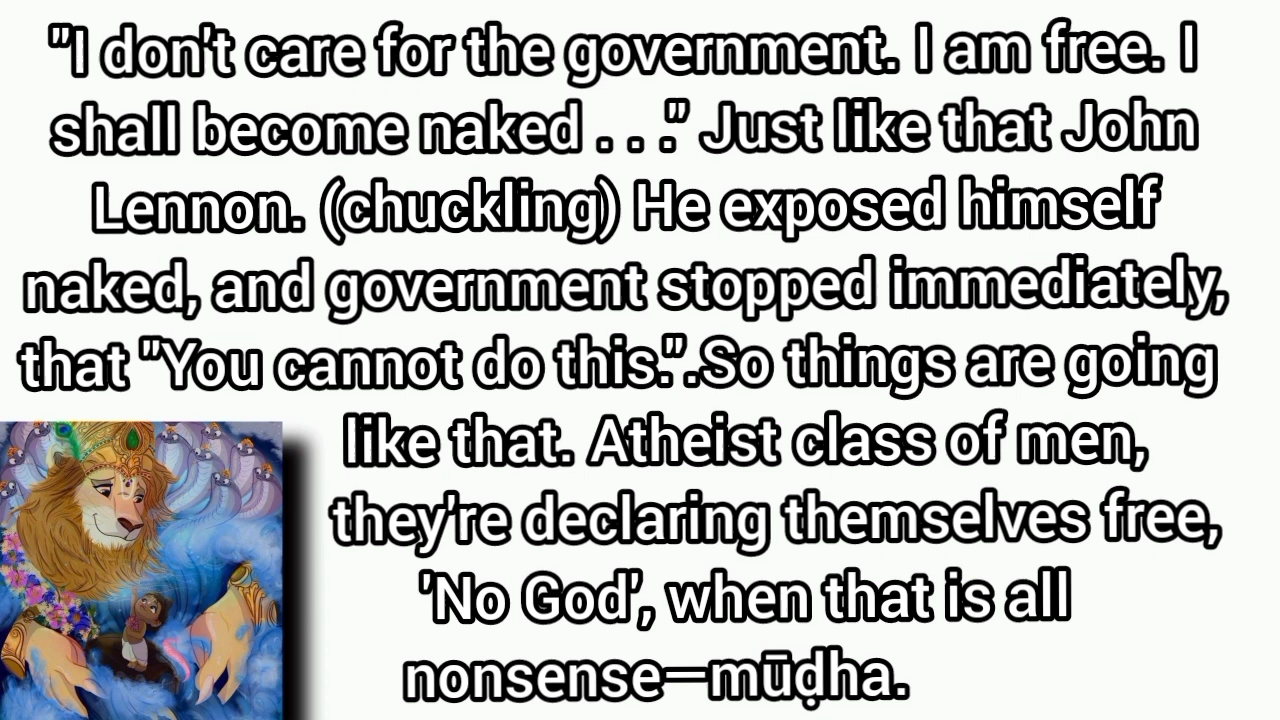 "I don't care for the government. I am free. I
shall become naked . . ." Just like that John
Lennon. (chuckling) He exposed himself
naked, and government stopped immediately,
that "You cannot do this.".So things are going
like that. Atheist class of men,
they're declaring themselves free,
'No God', when that is all
nonsense—mūḍha.